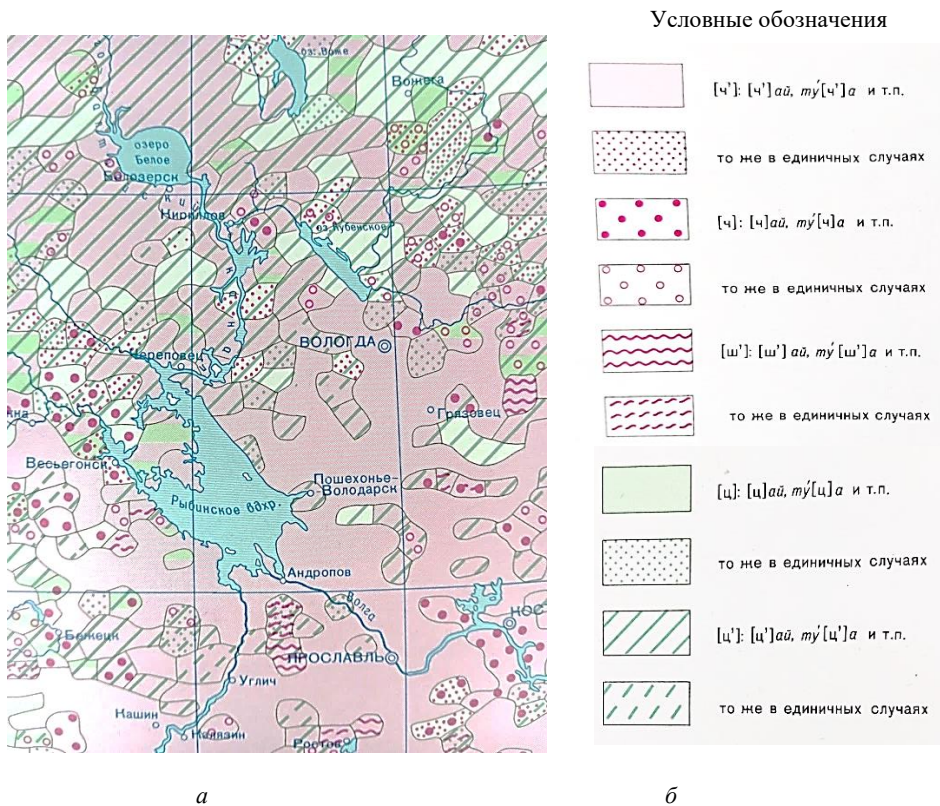 Условные обозначения
оз. Воже
Вожега
озеро
Белое
Белозерск
Кириллов
оз. Кубенское
ВОЛОГДА
Череповец
Грязовец
Весьегонск
Пошехонье-
Володарск
Рыбинское вдхр.
Андропов
Волга
КОС
Бежецк
ЯРОСЛАВЛЬ
Углич
Кашин
Калязин
Ростов
[ч']: [ч']ай, ту́[ч']а и т.п.
то же в единичных случаях
[ч]: [ч]ай, ту́[ч]а и т.п.
то же в единичных случаях
[ш']: [ш']ай, ту́[ш']а и т.п.
то же в единичных случаях
[ц]: [ц]ай, ту́[ц]а и т.п.
то же в единичных случаях
[ц']: [ц']ай, ту́[ц']а и т.п.
то же в единичных случаях
а
б